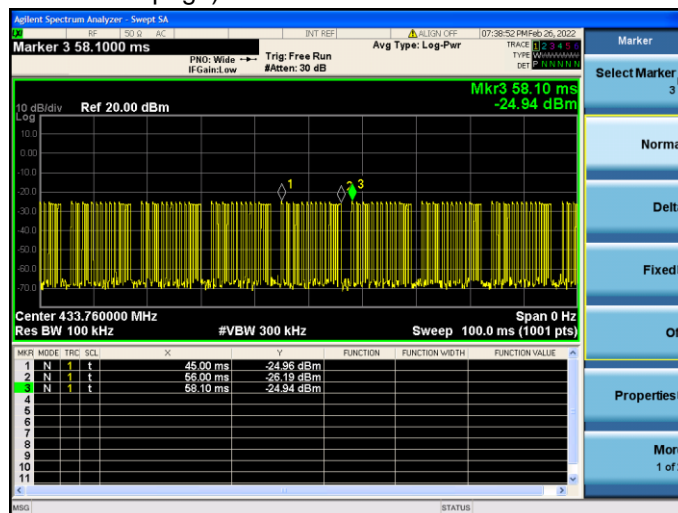 page)
Agilent Spectrum Analyzer - Swept SA
RF 50 Ω AC INT REF ALIGN OFF 07:38:52 PM Feb 26, 2022
Marker 3 58.1000 ms
PNO: Wide
IFGain:Low
Trig: Free Run
#Atten: 30 dB
Avg Type: Log-Pwr
TRACE 1 2 3 4 5 6
TYPE WWWWWW
DET P N N N N N
Marker
Select Marker
3
Norma
Delt
Fixed
Of
Properties
Mor
1 of
Mkr3 58.10 ms
-24.94 dBm
10 dB/div Ref 20.00 dBm
Log
10.0
0.00
-10.0
-20.0
-30.0
-40.0
-50.0
-60.0
-70.0
1
2 3
Center 433.760000 MHz Span 0 Hz
Res BW 100 kHz #VBW 300 kHz Sweep 100.0 ms (1001 pts)
MKR MODE TRC SCL X Y FUNCTION FUNCTION WIDTH FUNCTION VALUE
1 N 1 t 45.00 ms -24.96 dBm
2 N 1 t 56.00 ms -26.19 dBm
3 N 1 t 58.10 ms -24.94 dBm
4
5
6
7
8
9
10
11
MSG STATUS